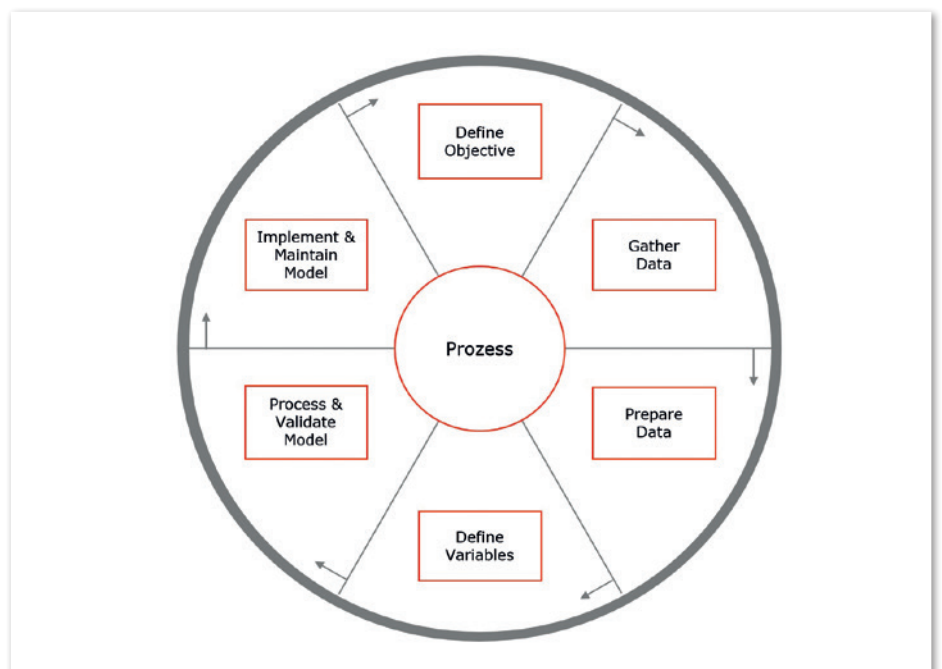 Define
Objective
Gather
Data
Prepare
Data
Define
Variables
Process &
Validate
Model
Implement &
Maintain
Model
Prozess